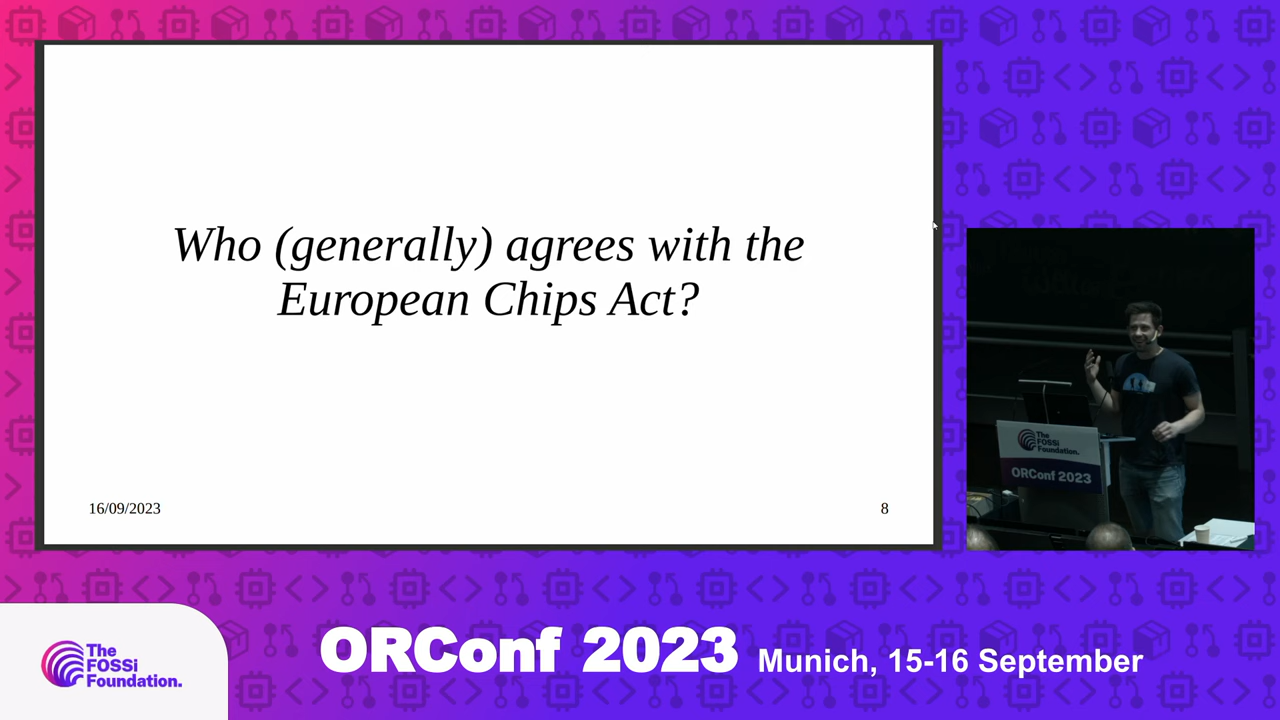 Who (generally) agrees with the
European Chips Act?
16/09/2023
8
The
FOSSi
Foundation.
ORConf 2023
The
FOSSi
Foundation.
ORConf 2023 Munich, 15-16 September